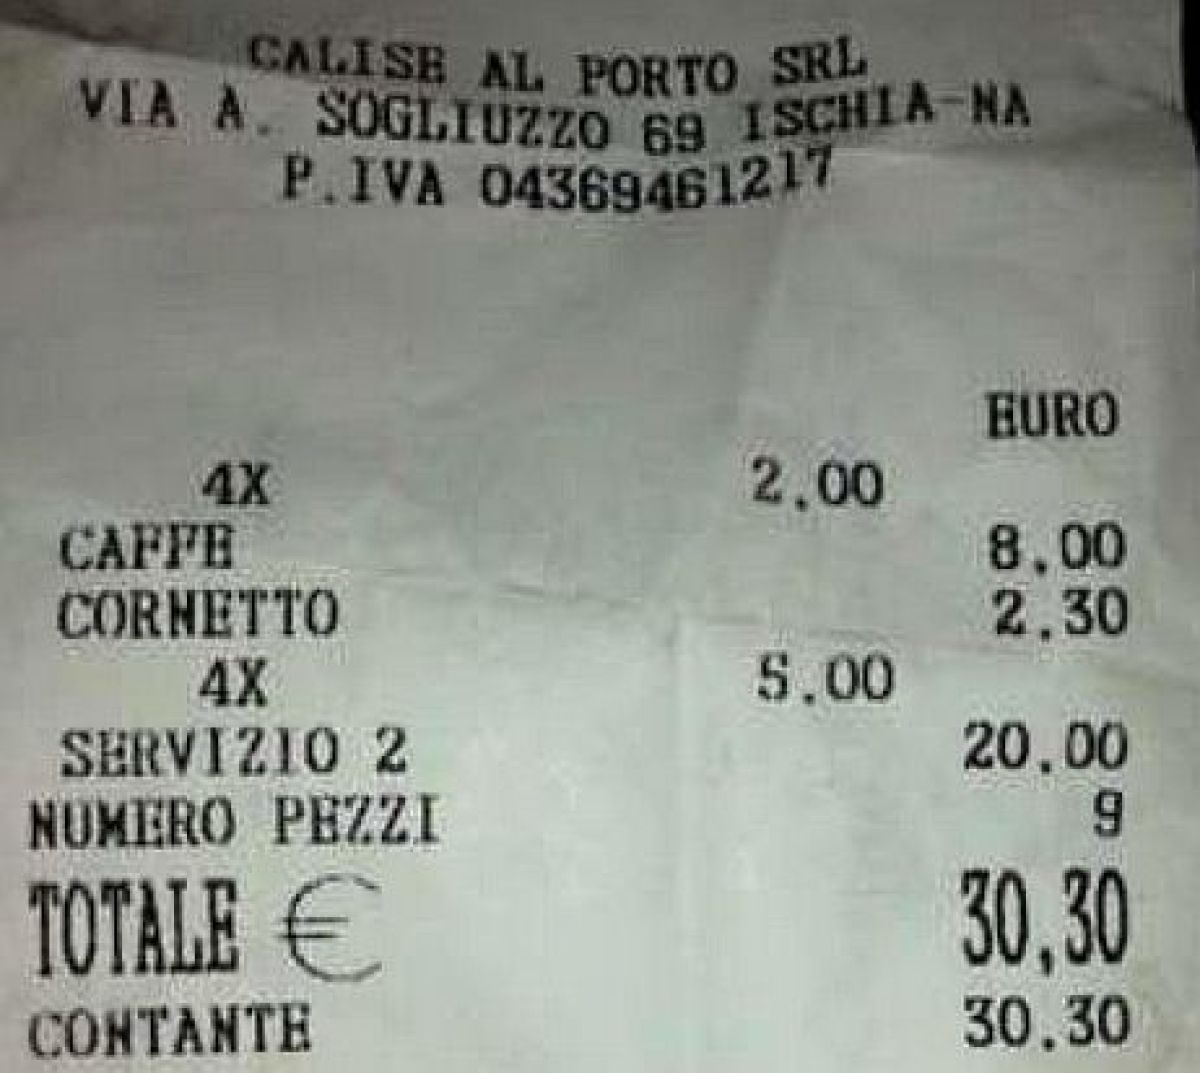 CALISE AL PORTO SRL
VIA A. SOGLIUZZO 69 ISCHIA-NA
P.IVA 04369461217
EURO
4X 2.00
CAFFE 8.00
CORNETTO 2.30
4X 5.00
SERVIZIO 2 20.00
NUMERO PEZZI 9
TOTALE € 30,30
CONTANTE 30.30